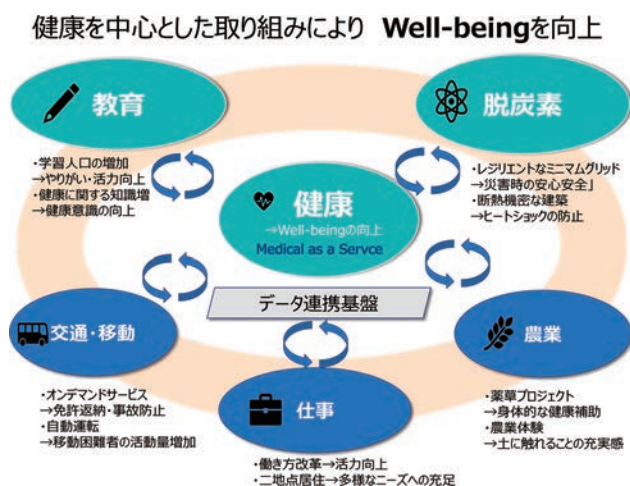 健康を中心とした取り組みにより Well-beingを向上
教育
・学習人口の増加
→やりがい・活力向上
・健康に関する知識増
→健康意識の向上
脱炭素
・レジリエントなミニマムグリッド
→災害時の安心安全」
・断熱機密な建築
→ヒートショックの防止
健康
→Well-beingの向上
Medical as a Servce
データ連携基盤
交通・移動
・オンデマンドサービス
→免許返納・事故防止
・自動運転
→移動困難者の活動量増加
仕事
・働き方改革→活力向上
・二地点居住→多様なニーズへの充足
農業
・薬草プロジェクト
→身体的な健康補助
・農業体験
→土に触れることの充実感